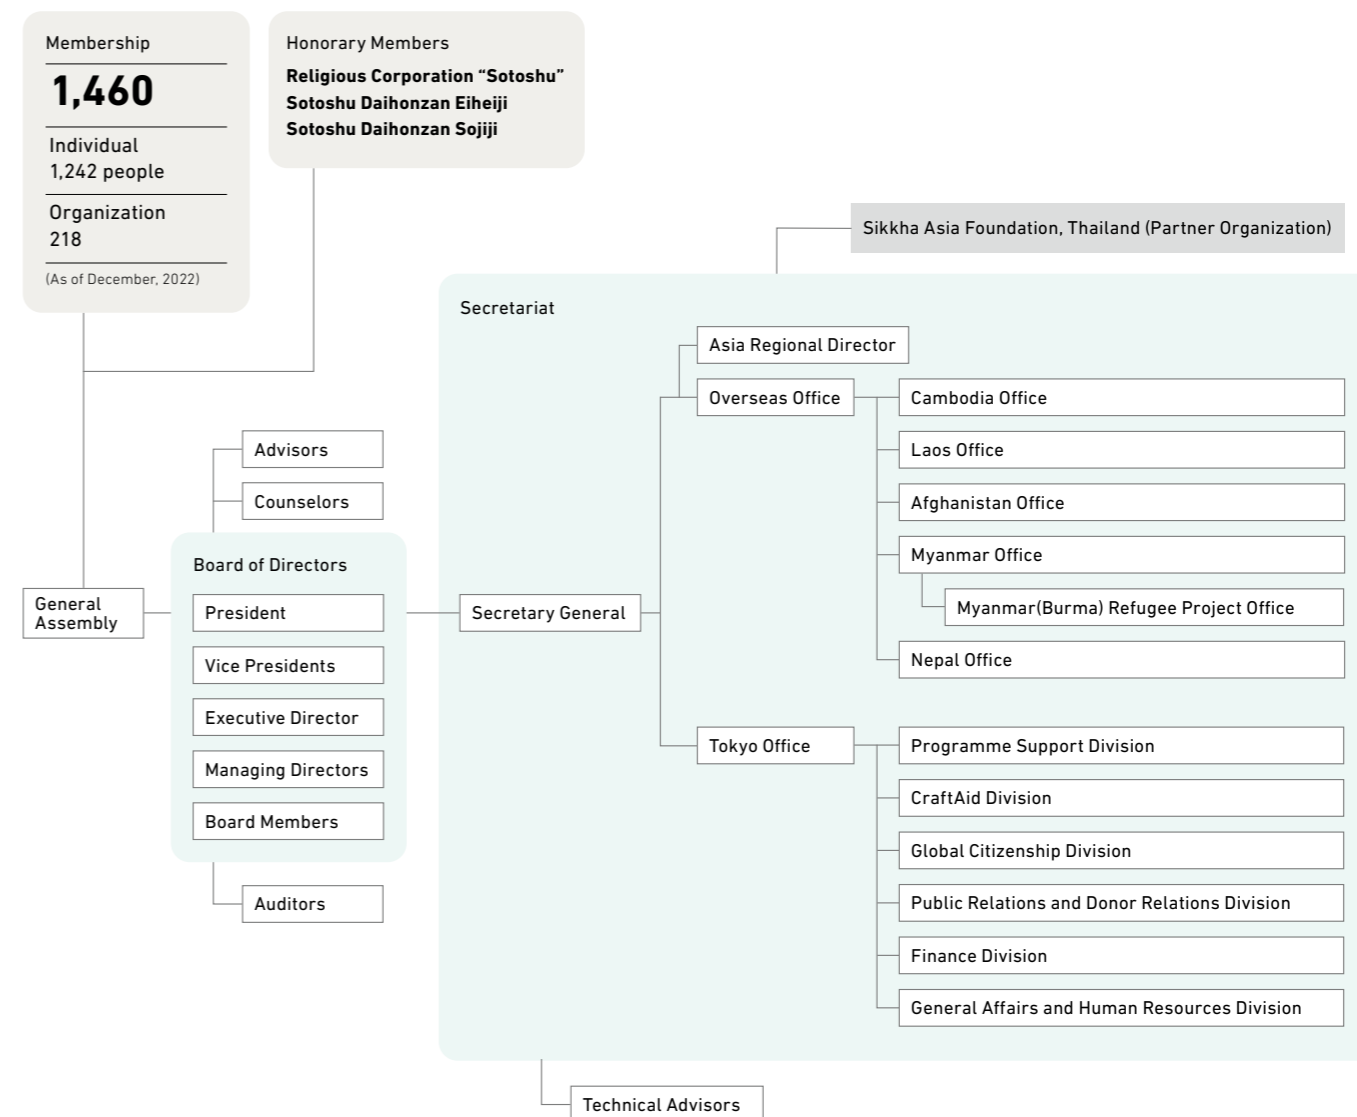 Membership
1,460
Individual
1,242 people
Organization
218
(As of December, 2022)
Honorary Members
Religious Corporation “Sotoshu”
Sotoshu Daihonzan Eiheiji
Sotoshu Daihonzan Sojiji
Sikkha Asia Foundation, Thailand (Partner Organization)
General
Assembly
Advisors
Counselors
Board of Directors
President
Vice Presidents
Executive Director
Managing Directors
Board Members
Auditors
Secretariat
Secretary General
Asia Regional Director
Overseas Office
Cambodia Office
Laos Office
Afghanistan Office
Myanmar Office
Myanmar(Burma) Refugee Project Office
Nepal Office
Tokyo Office
Programme Support Division
CraftAid Division
Global Citizenship Division
Public Relations and Donor Relations Division
Finance Division
General Affairs and Human Resources Division
Technical Advisors